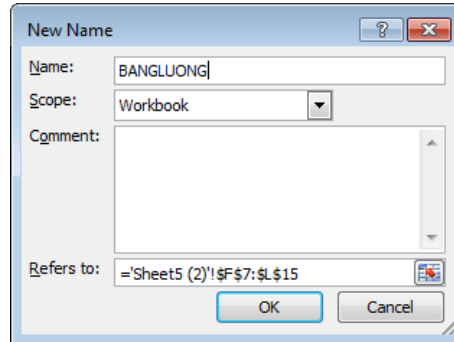 New Name
Name: BANGLUONG
Scope: Workbook
Comment:
Refers to: ='Sheet5 (2)'!$F$7:$L$15
OK Cancel